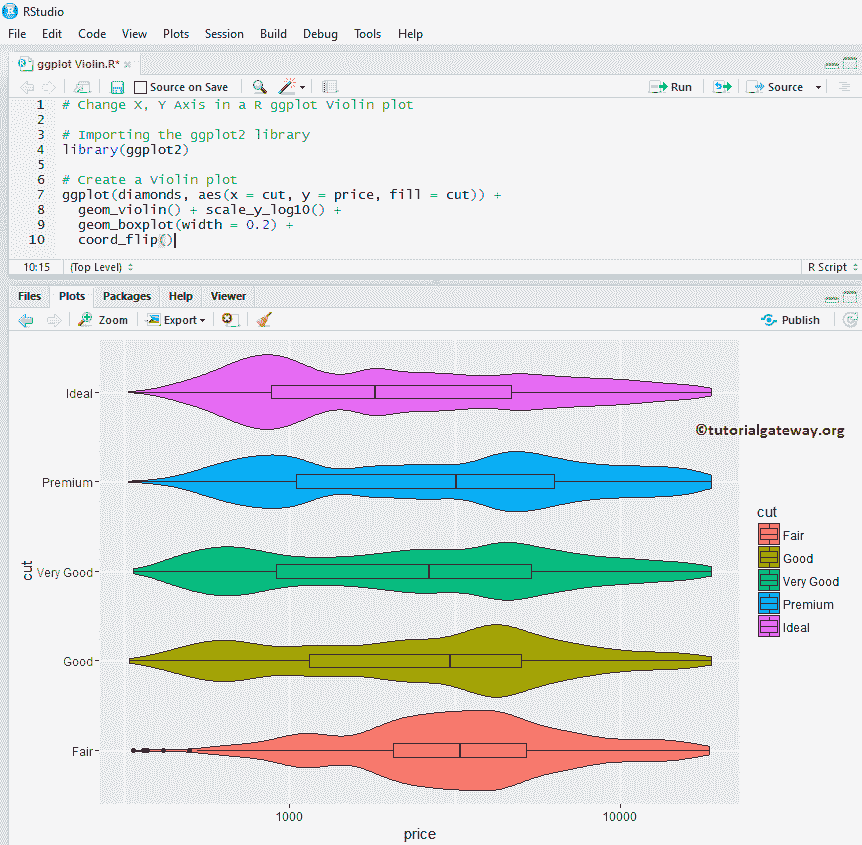 RStudio
File Edit Code View Plots Session Build Debug Tools Help
ggplot Violin.R*
Source on Save Run Source
1 # Change X, Y Axis in a R ggplot Violin plot
2
3 # Importing the ggplot2 library
4 library(ggplot2)
5
6 # Create a Violin plot
7 ggplot(diamonds, aes(x = cut, y = price, fill = cut)) +
8 geom_violin() + scale_y_log10() +
9 geom_boxplot(width = 0.2) +
10 coord_flip()
10:15 (Top Level) R Script
Files Plots Packages Help Viewer
Zoom Export Publish
Ideal
©tutorialgateway.org
Premium
cut
Fair
Good
Very Good
Premium
Ideal
cut
Very Good
Good
Fair
1000 10000
price